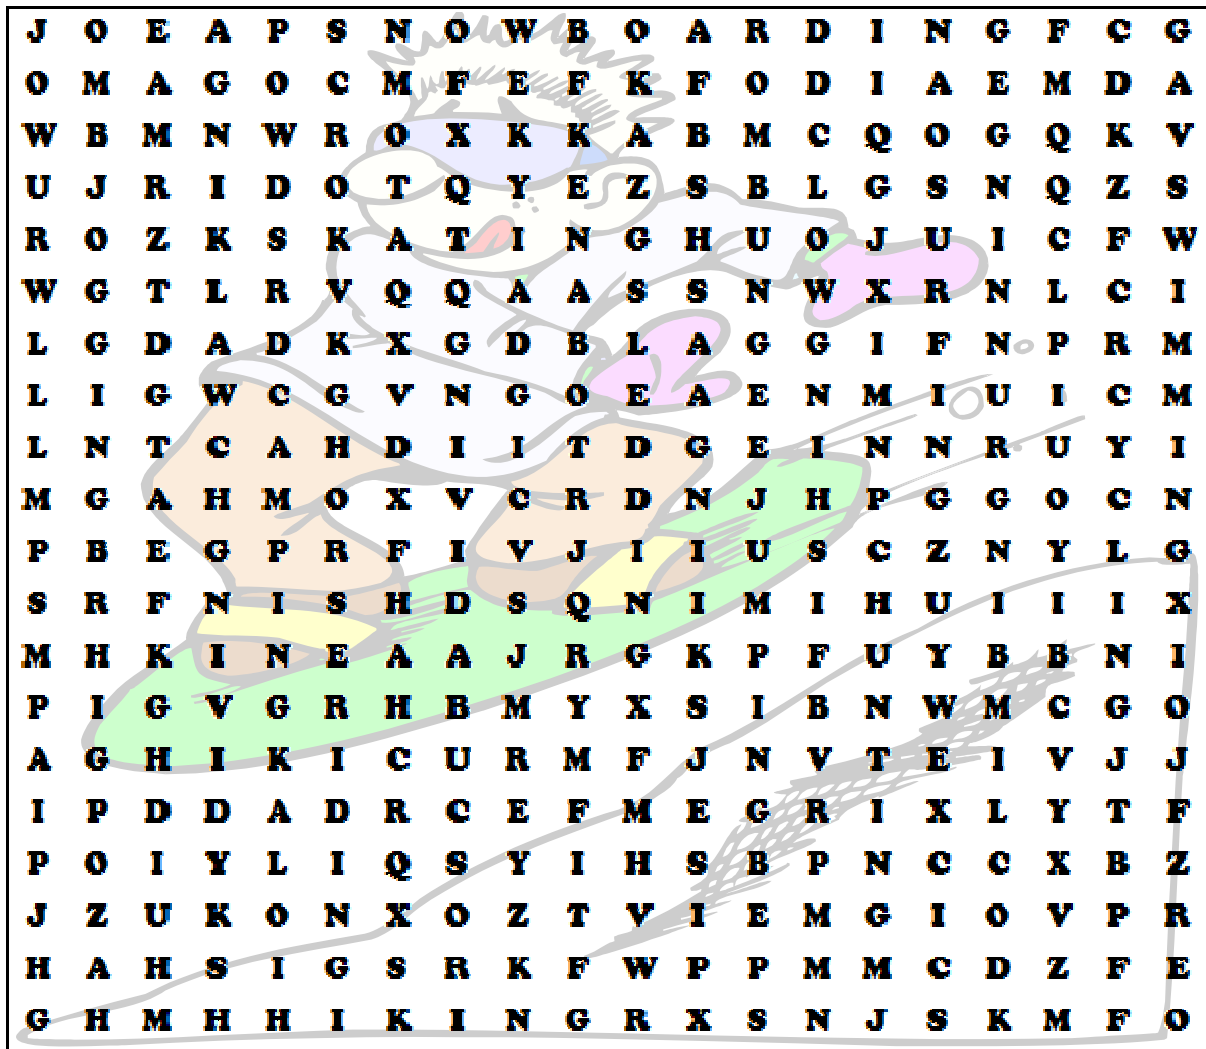 J O E A P S N O W B O A R D I N G F C G
O M A G O C M F E F K F O D I A E M D A
W B M N W R O X K K A B M C Q O G Q K V
U J R I D O T Q Y E Z S B L G S N Q Z S
R O Z K S K A T I N G H U O J U I C F W
W G T L R V Q Q A A S S N W X R N L C I
L G D A D K X G D B L A G G I F N P R M
L I G W C G V N G O E A E N M I U I C M
L N T C A H D I I T D G E I N N R U Y I
M G A H M O X V C R D N J H P G G O C N
P B E G P R F I V J I I U S C Z N Y L G
S R F N I S H D S Q N I M I H U I I I X
M H K I N E A A J R G K P F U Y B B N I
P I G V G R H B M Y X S I B N W M C G O
A G H I K I C U R M F J N V T E I V J J
I P D D A D R C E F M E G R I X L Y T F
P O I Y L I Q S Y I H S B P N C C X B Z
J Z U K O N X O Z T V I E M G I O V P R
H A H S I G S R K F W P P M M C D Z F E
G H M H H I K I N G R X S N J S K M F O